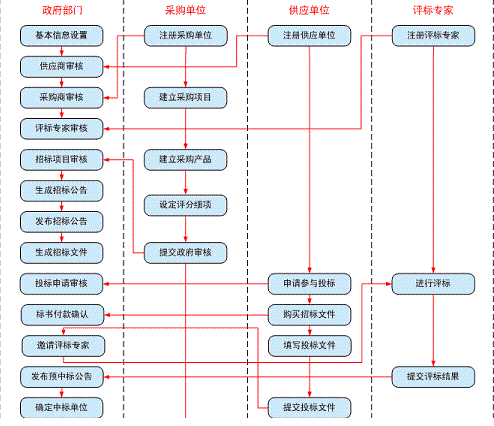 政府部门 采购单位 供应单位 评标专家
基本信息设置 注册采购单位 注册供应单位 注册评标专家
供应商审核
采购商审核 建立采购项目
评标专家审核
招标项目审核 建立采购产品
生成招标公告
设定评分细项
发布招标公告
生成招标文件 提交政府审核
投标申请审核 申请参与投标 进行评标
标书付款确认 购买招标文件
邀请评标专家 填写投标文件
发布预中标公告 提交评标结果
确定中标单位 提交投标文件